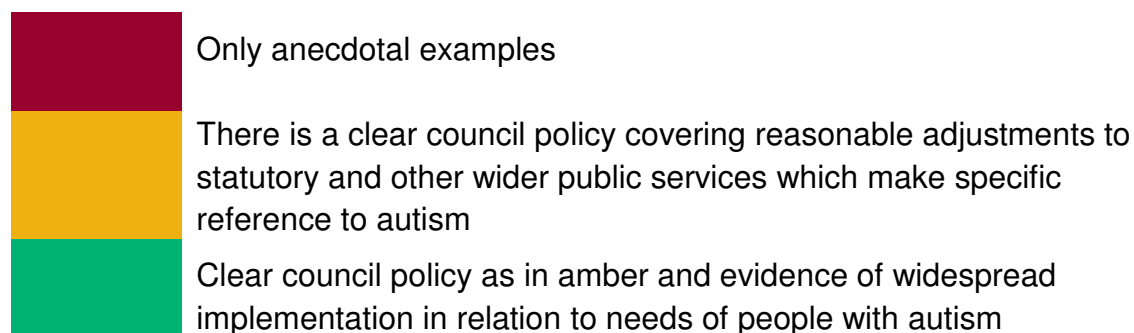 Only anecdotal examples
There is a clear council policy covering reasonable adjustments to
statutory and other wider public services which make specific
reference to autism
Clear council policy as in amber and evidence of widespread
implementation in relation to needs of people with autism